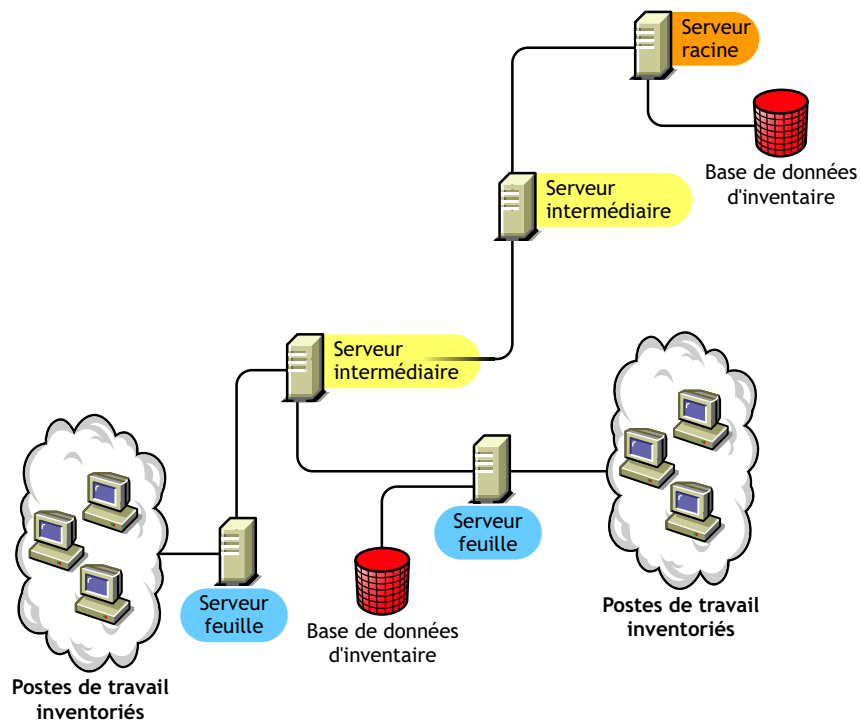 Serveur
racine
Base de données
d'inventaire
Serveur
intermédiaire
Serveur
intermédiaire
Serveur
feuille
Postes de travail
inventoriés
Serveur
feuille
Base de données
d'inventaire
Postes de travail
inventoriés